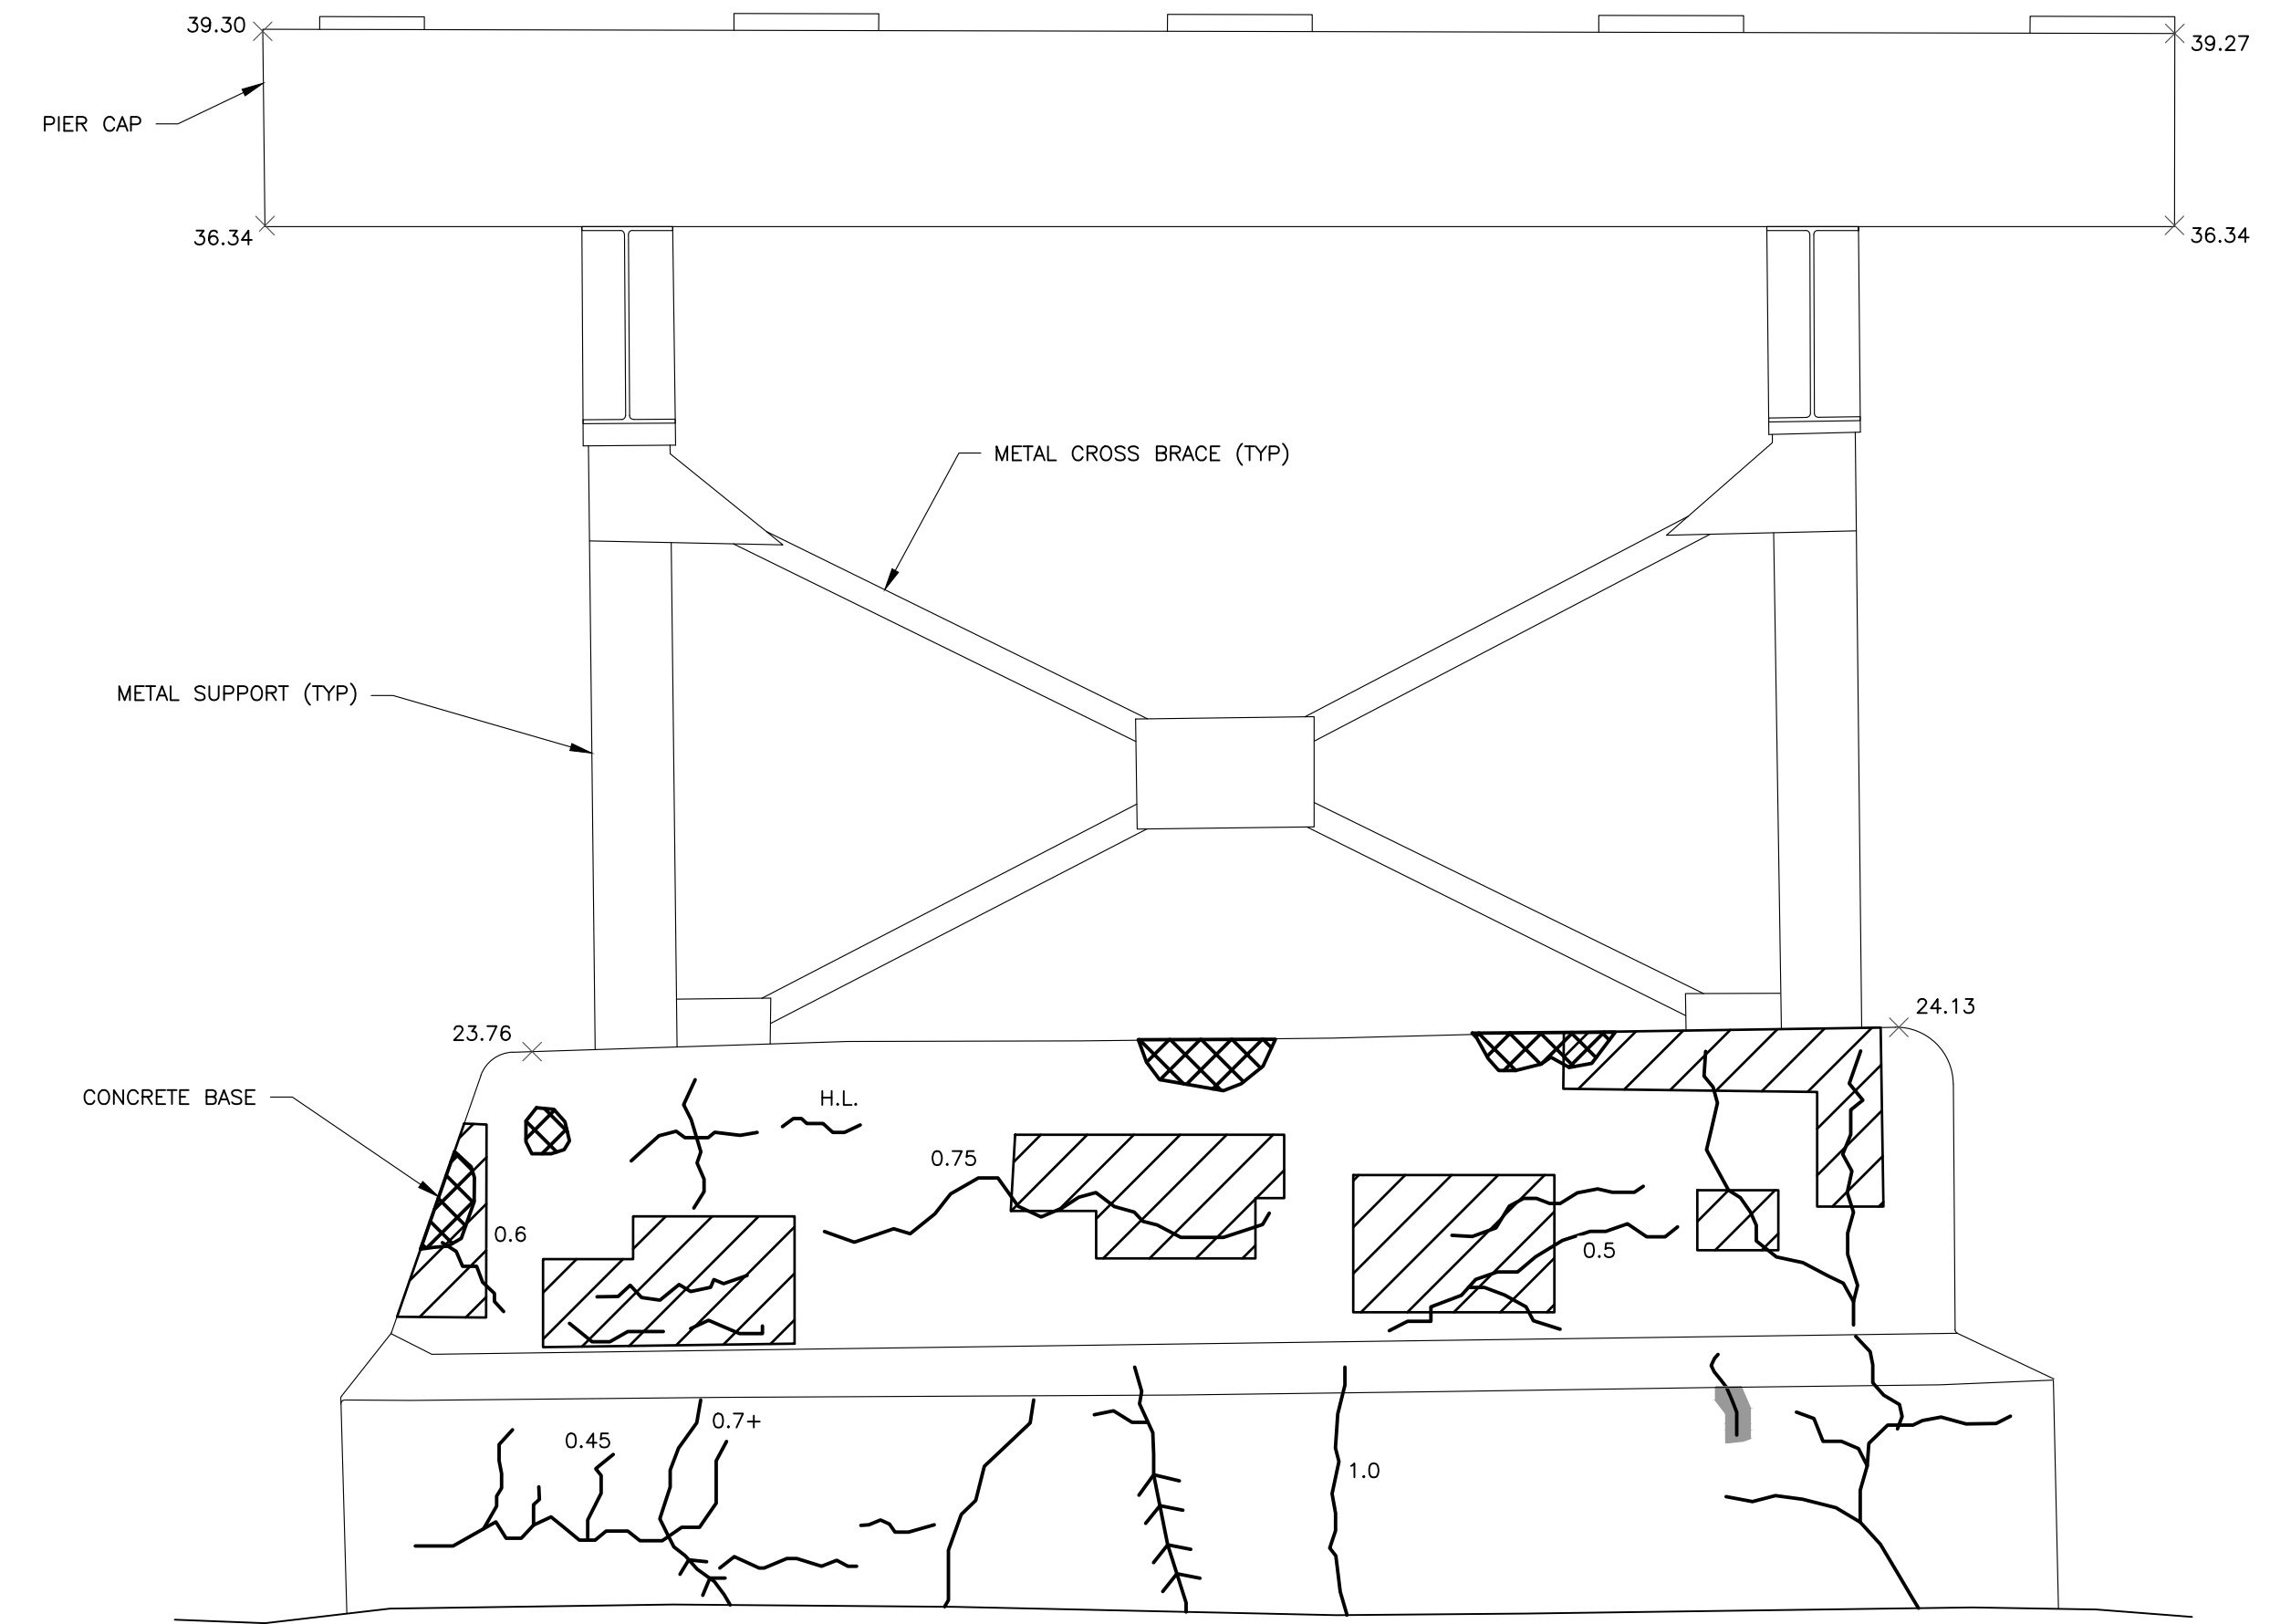 39.30
39.27
PIER CAP
36.34
36.34
METAL CROSS BRACE (TYP)
METAL SUPPORT (TYP)
24.13
23.76
CONCRETE BASE
H.L.
0.75
0.6
0.5
0.7+
0.45
1.0